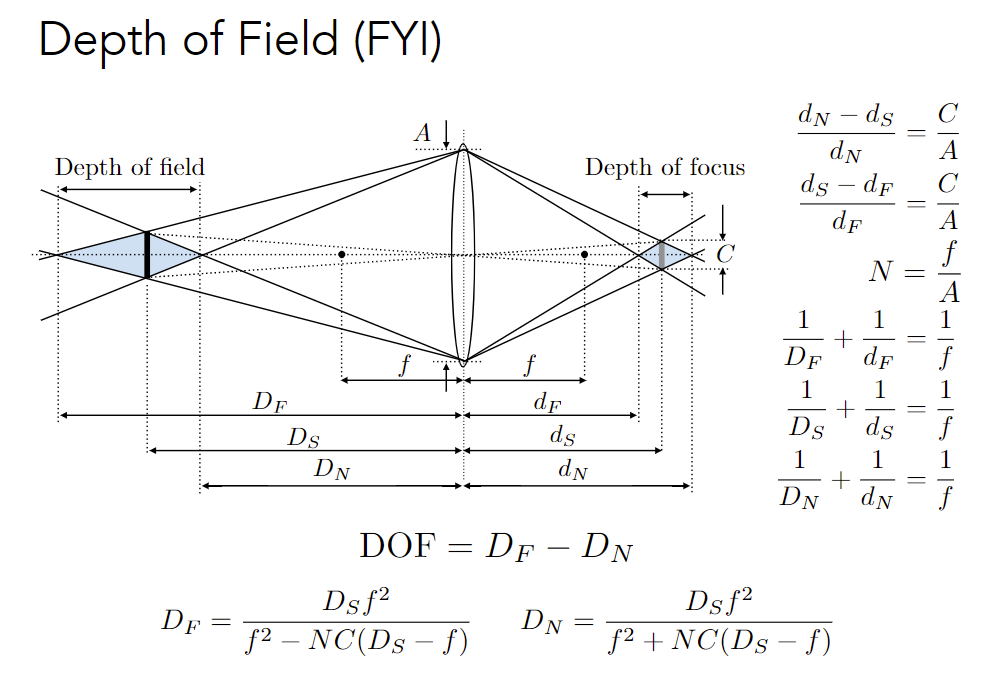 Depth of Field (FYI)
A
Depth of field
Depth of focus
C
f
f
D_F
d_F
D_S
d_S
D_N
d_N
\frac{d_N - d_S}{d_N} = \frac{C}{A}
\frac{d_S - d_F}{d_F} = \frac{C}{A}
N = \frac{f}{A}
\frac{1}{D_F} + \frac{1}{d_F} = \frac{1}{f}
\frac{1}{D_S} + \frac{1}{d_S} = \frac{1}{f}
\frac{1}{D_N} + \frac{1}{d_N} = \frac{1}{f}
DOF = D_F - D_N
D_F = \frac{D_S f^2}{f^2 - NC(D_S - f)}
D_N = \frac{D_S f^2}{f^2 + NC(D_S - f)}